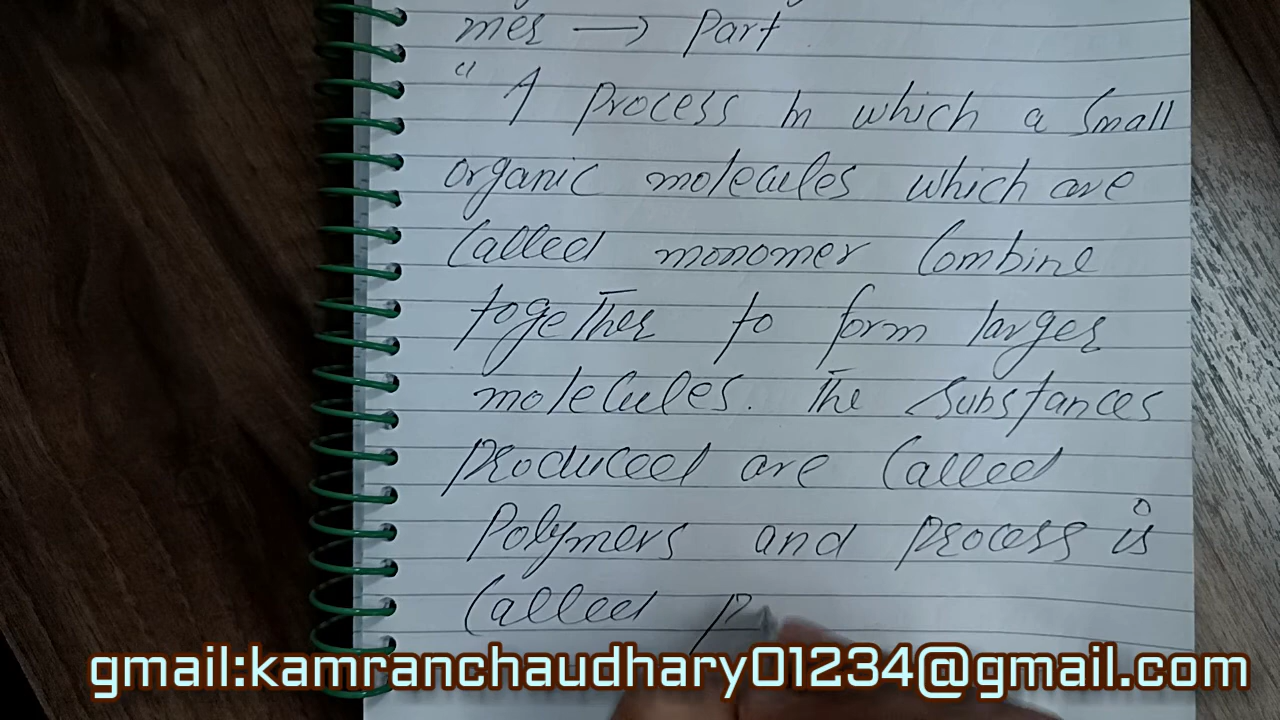 mer → Part
" A process in which a small
organic molecules which are
called monomer combine
together to form larger
molecules. The substances
produced are called
Polymers and process is
called P
gmail:kamranchaudhary01234@gmail.com